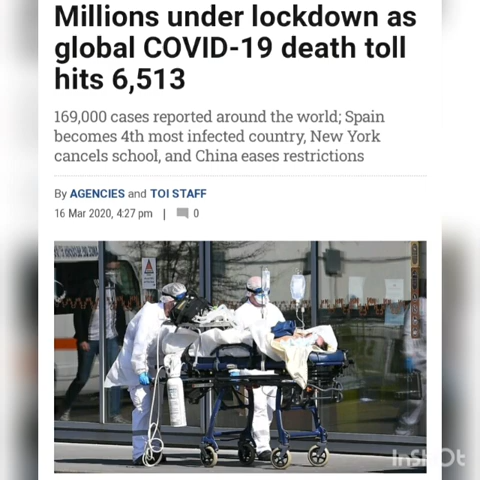 Millions under lockdown as
global COVID-19 death toll
hits 6,513
169,000 cases reported around the world; Spain
becomes 4th most infected country, New York
cancels school, and China eases restrictions
By AGENCIES and TOI STAFF
16 Mar 2020, 4:27 pm | 0
InShOt